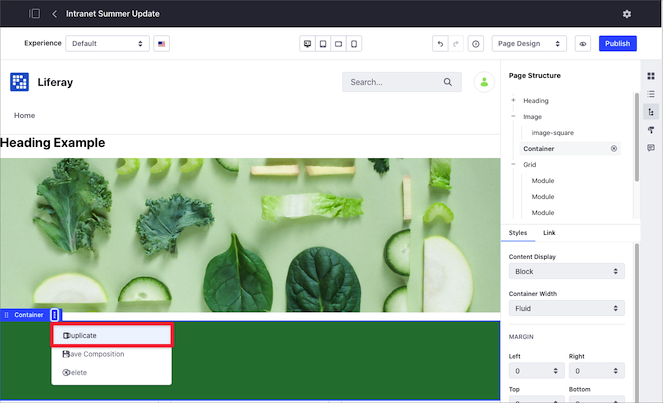 Intranet Summer Update
Experience Default Page Design Publish
Liferay Search...
Home
Heading Example
Page Structure
Heading
Image
image-square
Container
Grid
Module
Module
Module
Styles Link
Content Display
Block
Container Width
Fluid
MARGIN
Left Right
0 0
Top Bottom
Container
Duplicate
Save Composition
Delete